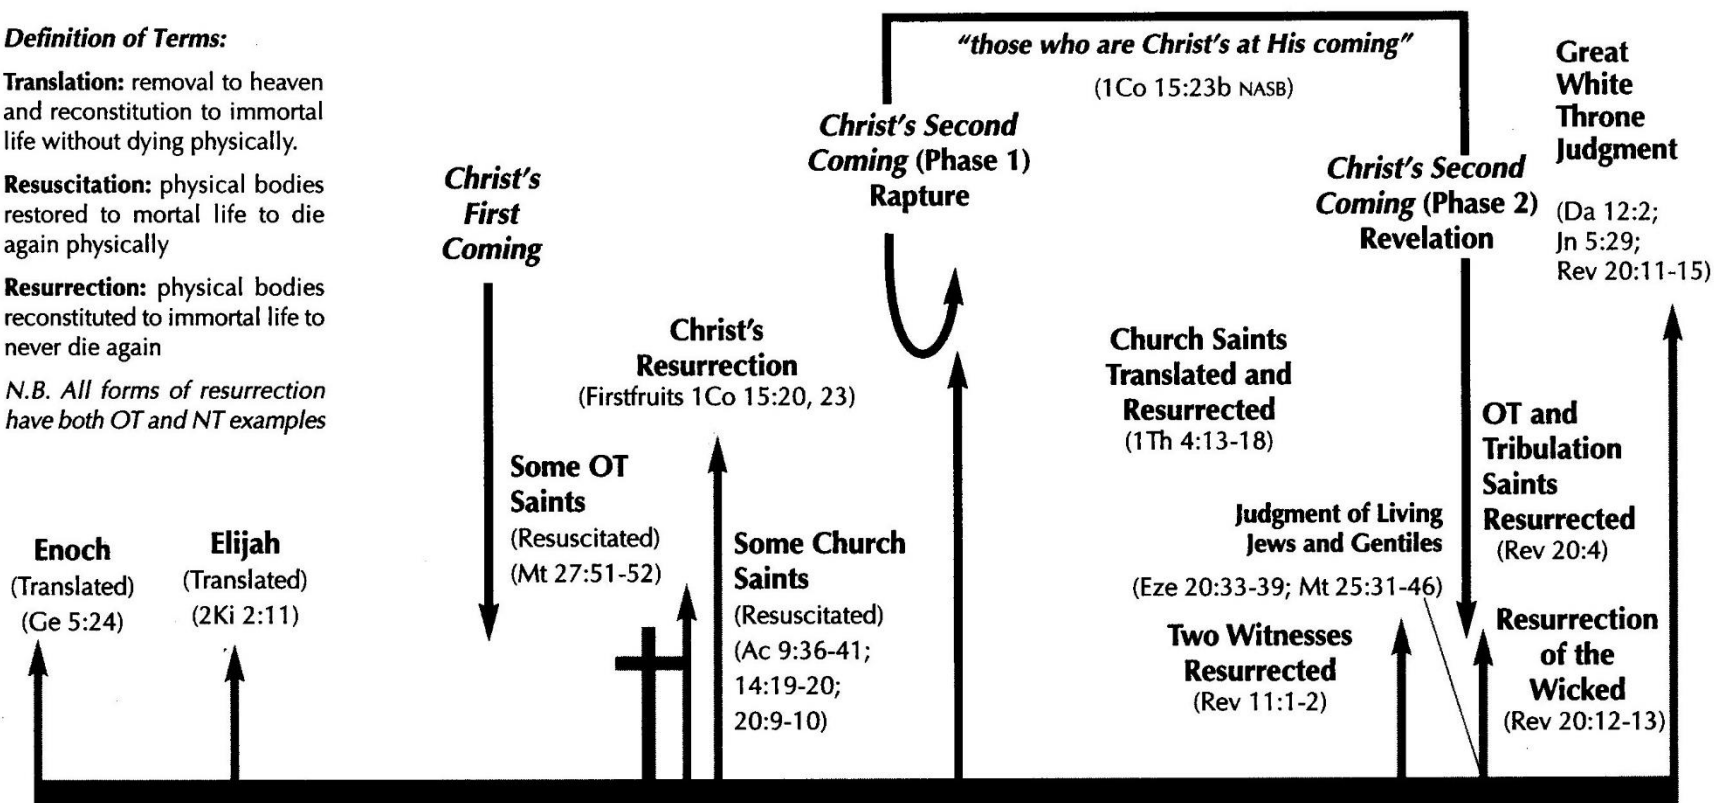 Definition of Terms:
Translation: removal to heaven
and reconstitution to immortal
life without dying physically.
Resuscitation: physical bodies
restored to mortal life to die
again physically
Resurrection: physical bodies
reconstituted to immortal life to
never die again
N.B. All forms of resurrection
have both OT and NT examples
Enoch
(Translated)
(Ge 5:24)
Elijah
(Translated)
(2Ki 2:11)
Christ's
First
Coming
Some OT
Saints
(Resuscitated)
(Mt 27:51-52)
Christ's
Resurrection
(Firstfruits 1Co 15:20, 23)
Some Church
Saints
(Resuscitated)
(Ac 9:36-41;
14:19-20;
20:9-10)
Christ's Second
Coming (Phase 1)
Rapture
"those who are Christ's at His coming"
(1Co 15:23b NASB)
Church Saints
Translated and
Resurrected
(1Th 4:13-18)
Christ's Second
Coming (Phase 2)
Revelation
Judgment of Living
Jews and Gentiles
(Eze 20:33-39; Mt 25:31-46)
Two Witnesses
Resurrected
(Rev 11:1-2)
OT and
Tribulation
Saints
Resurrected
(Rev 20:4)
Resurrection
of the
Wicked
(Rev 20:12-13)
Great
White
Throne
Judgment
(Da 12:2;
Jn 5:29;
Rev 20:11-15)